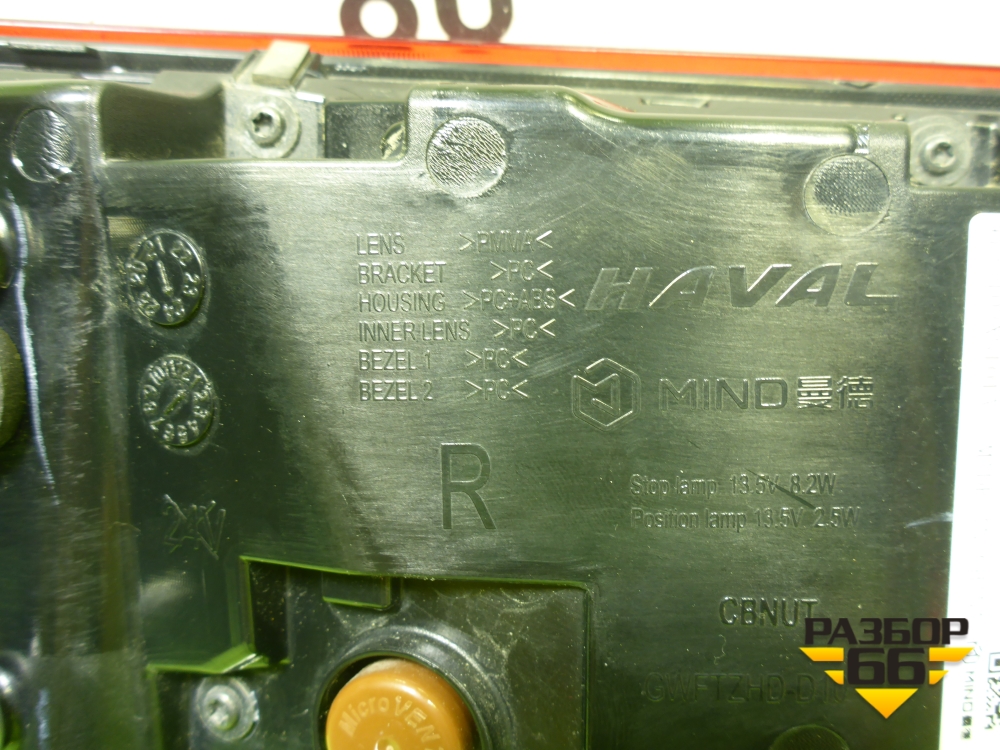 LENS >PMMA<
BRACKET >PC<
HOUSING >PC+ABS<
INNER LENS >PC<
BEZEL 1 >PC<
BEZEL 2 >PC<
HAVAL
MIND曼德
R
Stop lamp 13.5V 8.2W
Position lamp 13.5V 2.5W
CBNUT
РАЗБОР
66
MicroVEN